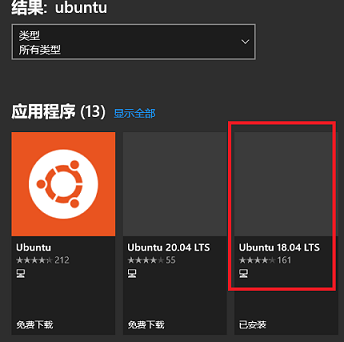 结果: ubuntu
类型
所有类型
应用程序 (13) 显示全部
Ubuntu
212
免费下载
Ubuntu 20.04 LTS
55
免费下载
Ubuntu 18.04 LTS
161
已安装